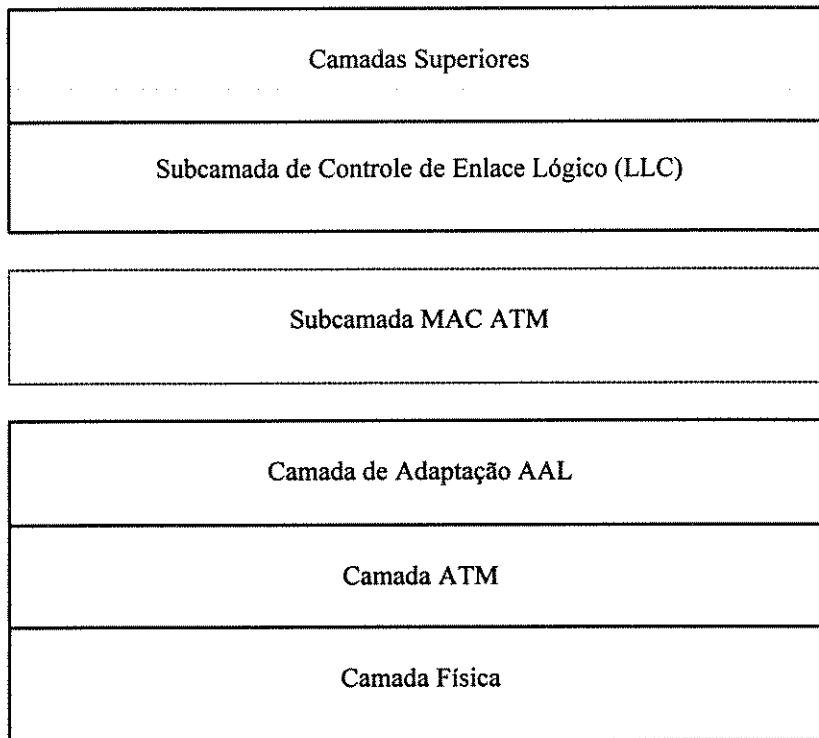 Camadas Superiores
Subcamada de Controle de Enlace Lógico (LLC)
Subcamada MAC ATM
Camada de Adaptação AAL
Camada ATM
Camada Física